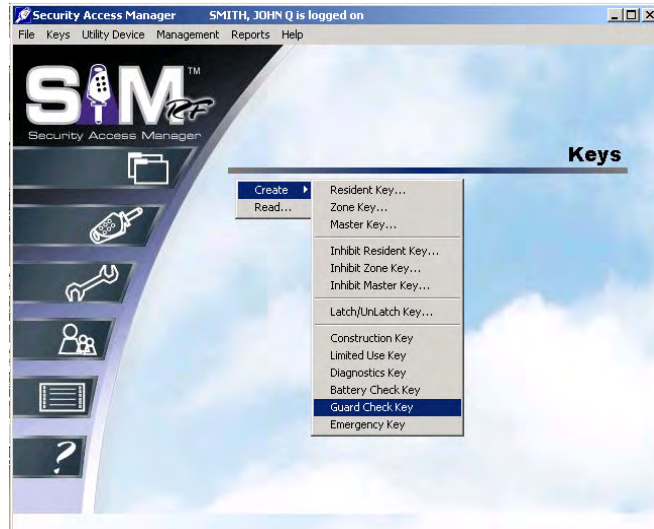 Security Access Manager SMITH, JOHN Q is logged on
File Keys Utility Device Management Reports Help
SAM TM
RF
Security Access Manager
Keys
Create
Read...
Resident Key...
Zone Key...
Master Key...
Inhibit Resident Key...
Inhibit Zone Key...
Inhibit Master Key...
Latch/UnLatch Key...
Construction Key
Limited Use Key
Diagnostics Key
Battery Check Key
Guard Check Key
Emergency Key
?